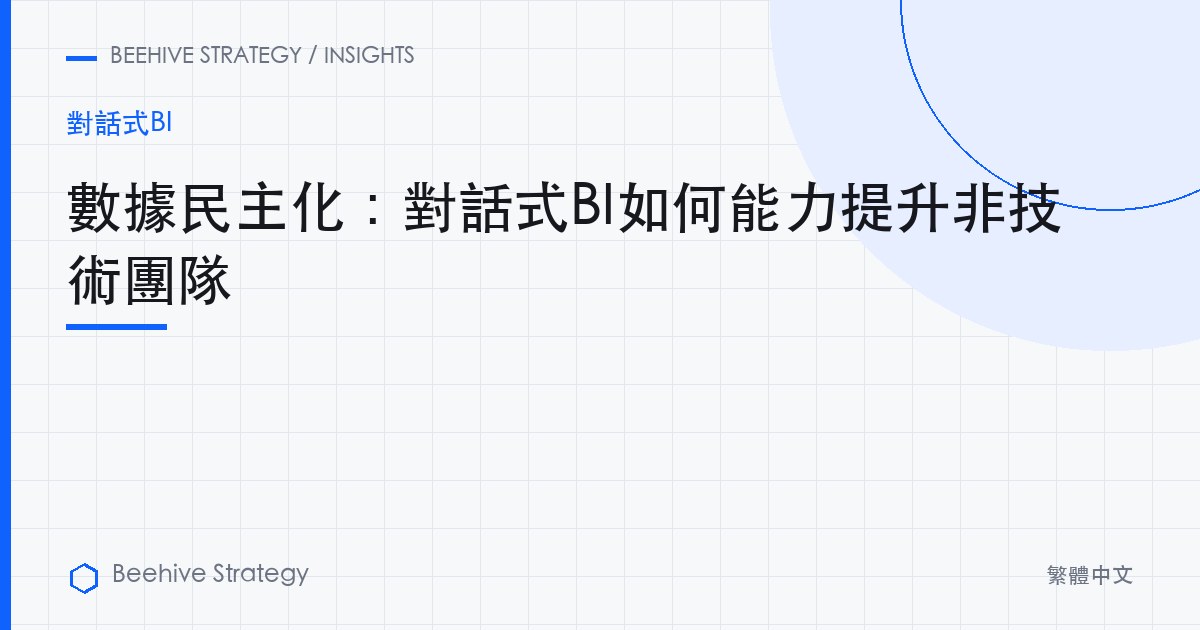 BEEHIVE STRATEGY / INSIGHTS
對話式BI
數據民主化：對話式BI如何能力提升非技
術團隊
Beehive Strategy
繁體中文